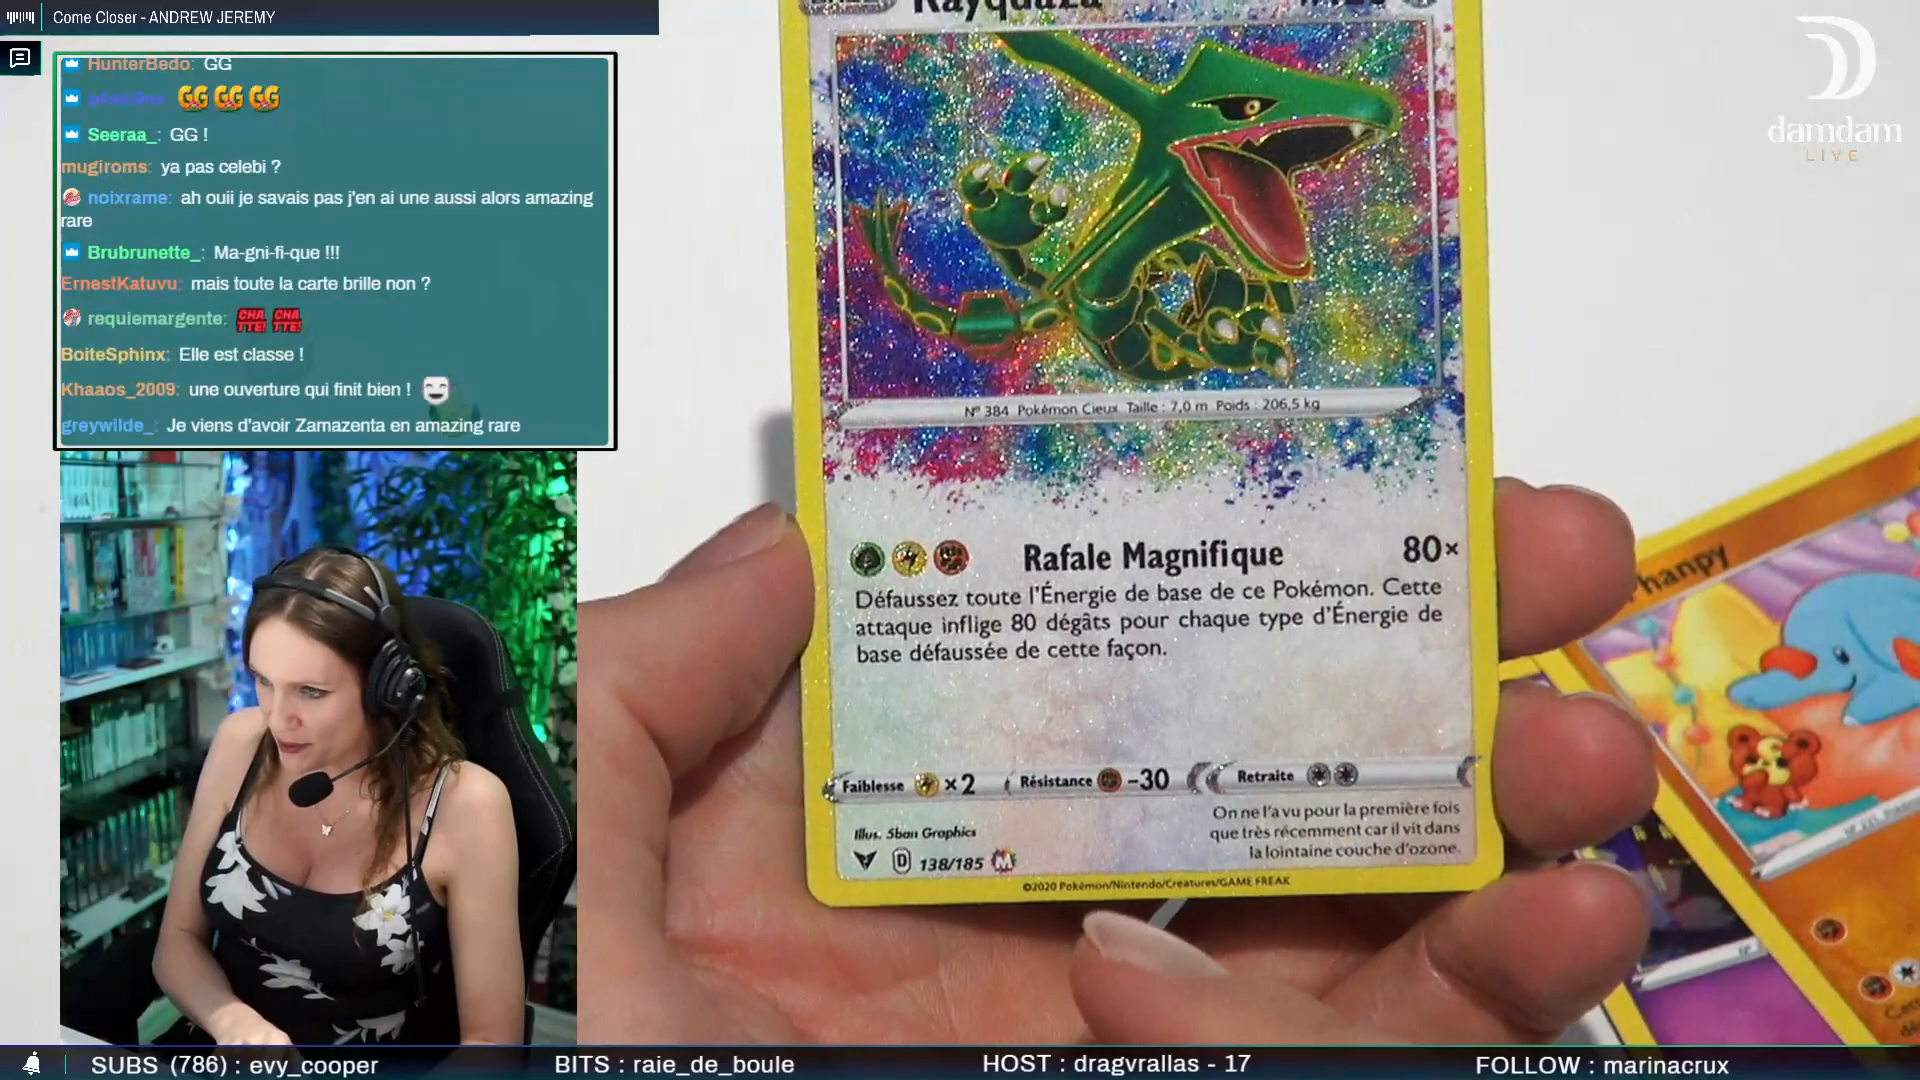 Come Closer - ANDREW JEREMY
HunterBedo: GG
GG GG GG
Seeraa_: GG !
mugiroms: ya pas celebi ?
noixrame: ah ouii je savais pas j'en ai une aussi alors amazing
rare
Brubrunette_: Ma-gni-fi-que !!!
ErnestKatuvu: mais toute la carte brille non ?
requiemargente: CHATTE! CHATTE!
BoiteSphinx: Elle est classe !
Khaaos_2009: une ouverture qui finit bien !
greywilde_: Je viens d'avoir Zamazenta en amazing rare
damdam
LIVE
Rayquaza
N° 384 Pokémon Cieux Taille : 7,0 m Poids : 206,5 kg
Rafale Magnifique 80×
Défaussez toute l'Énergie de base de ce Pokémon. Cette
attaque inflige 80 dégâts pour chaque type d'Énergie de
base défaussée de cette façon.
Faiblesse ×2 Résistance -30 Retraite
Illus. 5ban Graphics
D 138/185
On ne l'a vu pour la première fois
que très récemment car il vit dans
la lointaine couche d'ozone.
©2020 Pokémon/Nintendo/Creatures/GAME FREAK
Phanpy
SUBS (786) : evy_cooper
BITS : raie_de_boule
HOST : dragvrallas - 17
FOLLOW : marinacrux